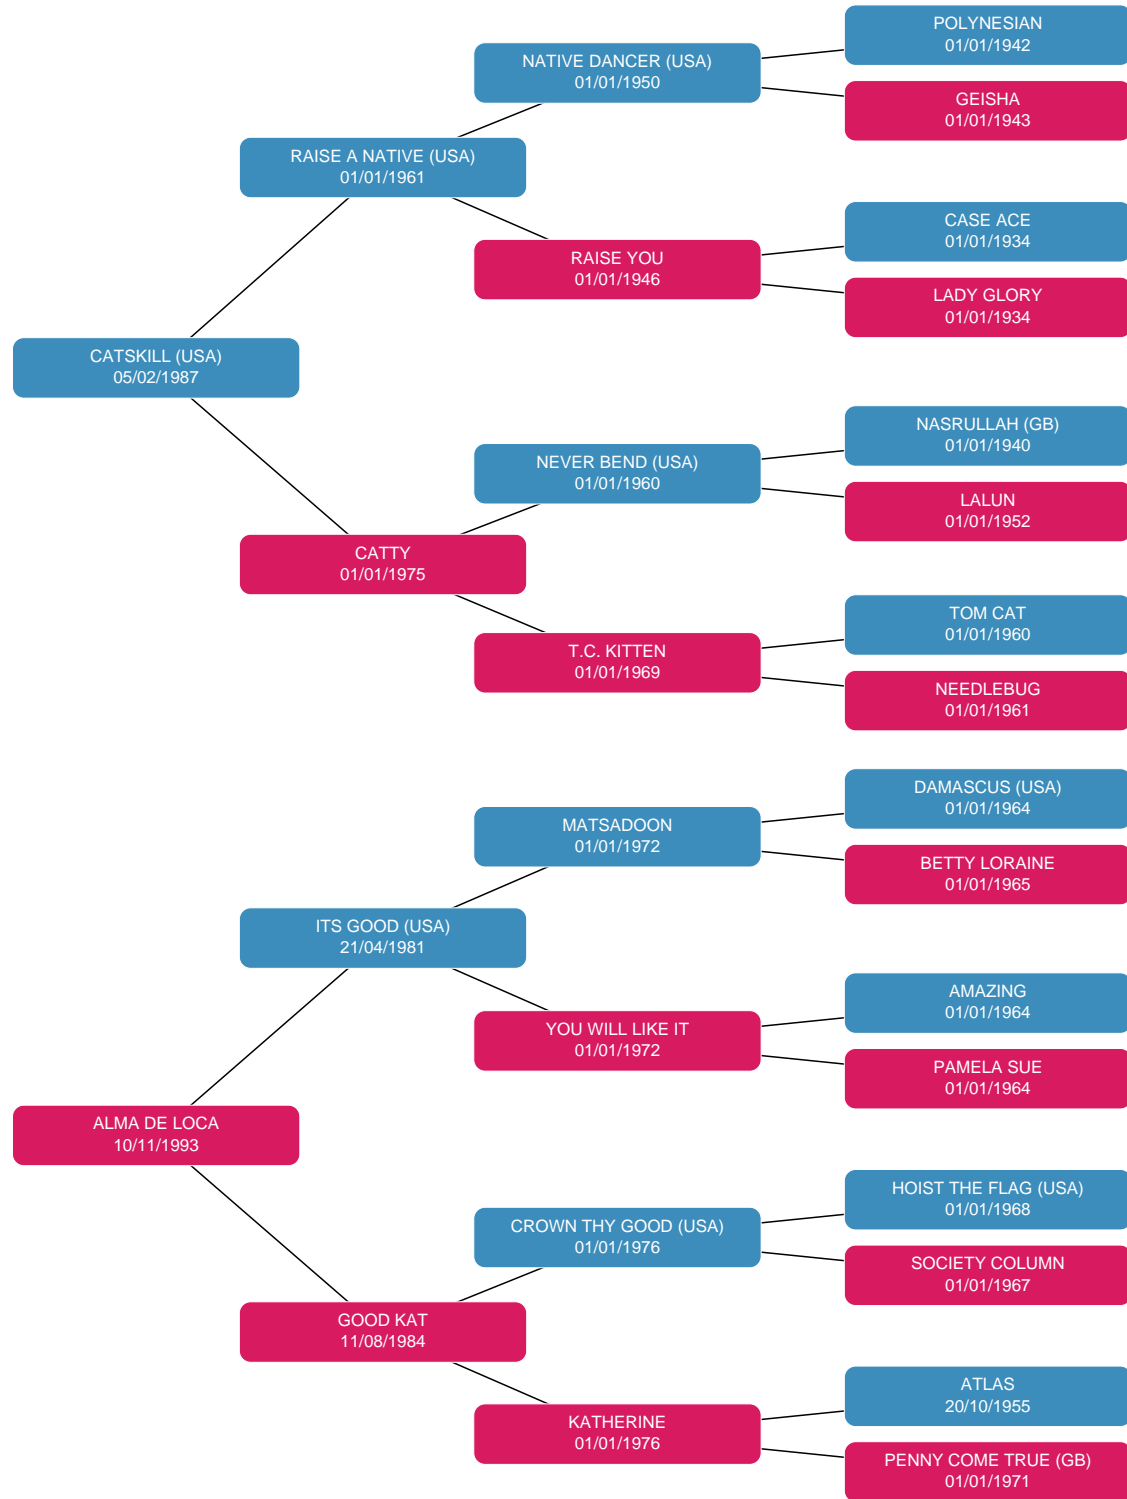 POLYNESIAN
01/01/1942
NATIVE DANCER (USA)
01/01/1950
GEISHA
01/01/1943
RAISE A NATIVE (USA)
01/01/1961
CASE ACE
01/01/1934
RAISE YOU
01/01/1946
LADY GLORY
01/01/1934
CATSKILL (USA)
05/02/1987
NASRULLAH (GB)
01/01/1940
NEVER BEND (USA)
01/01/1960
LALUN
01/01/1952
CATTY
01/01/1975
TOM CAT
01/01/1960
T.C. KITTEN
01/01/1969
NEEDLEBUG
01/01/1961
DAMASCUS (USA)
01/01/1964
MATSADOON
01/01/1972
BETTY LORAINE
01/01/1965
ITS GOOD (USA)
21/04/1981
AMAZING
01/01/1964
YOU WILL LIKE IT
01/01/1972
PAMELA SUE
01/01/1964
ALMA DE LOCA
10/11/1993
HOIST THE FLAG (USA)
01/01/1968
CROWN THY GOOD (USA)
01/01/1976
SOCIETY COLUMN
01/01/1967
GOOD KAT
11/08/1984
ATLAS
20/10/1955
KATHERINE
01/01/1976
PENNY COME TRUE (GB)
01/01/1971